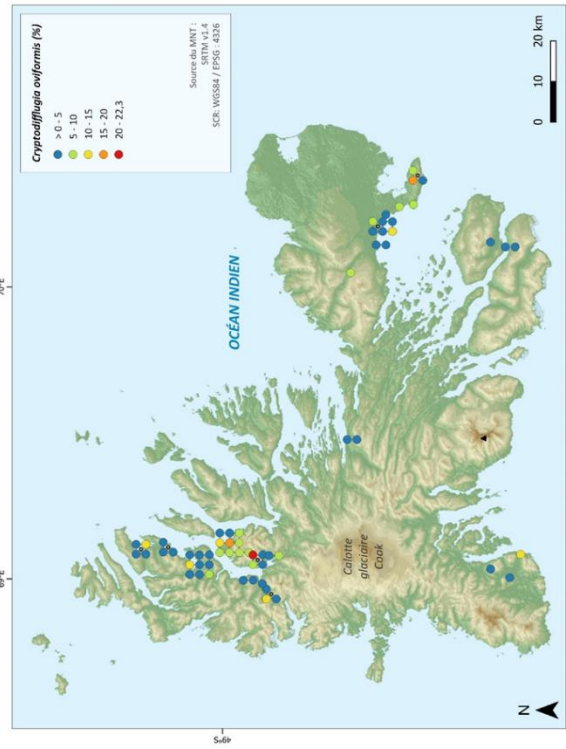 Cryptodifflugia oviformis (%)
> 0 - 5
5 - 10
10 - 15
15 - 20
20 - 22,3
Source du MNT :
SRTM v1.4
SCR: WGS84 / EPSG : 4326
70°E
OCÉAN INDIEN
69°E
Calotte
glaciaire
Cook
49°S
0 10 20 km
N